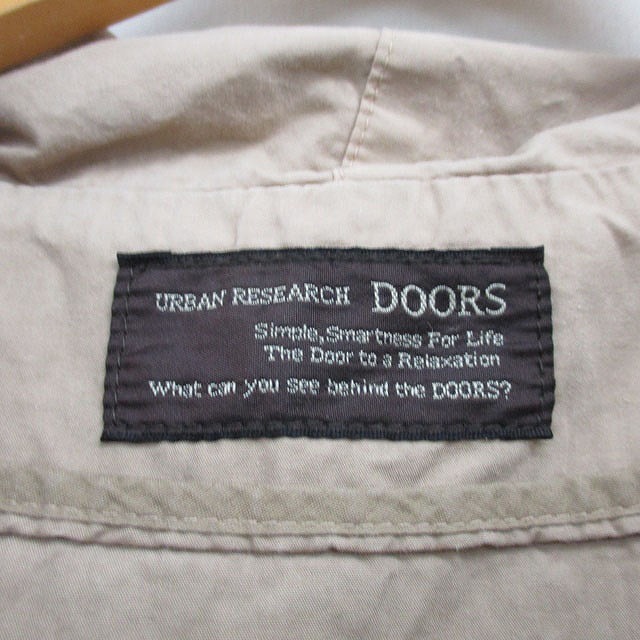 URBAN RESEARCH DOORS
Simple,Smartness For Life
The Door to a Relaxation
What can you see behind the DOORS?